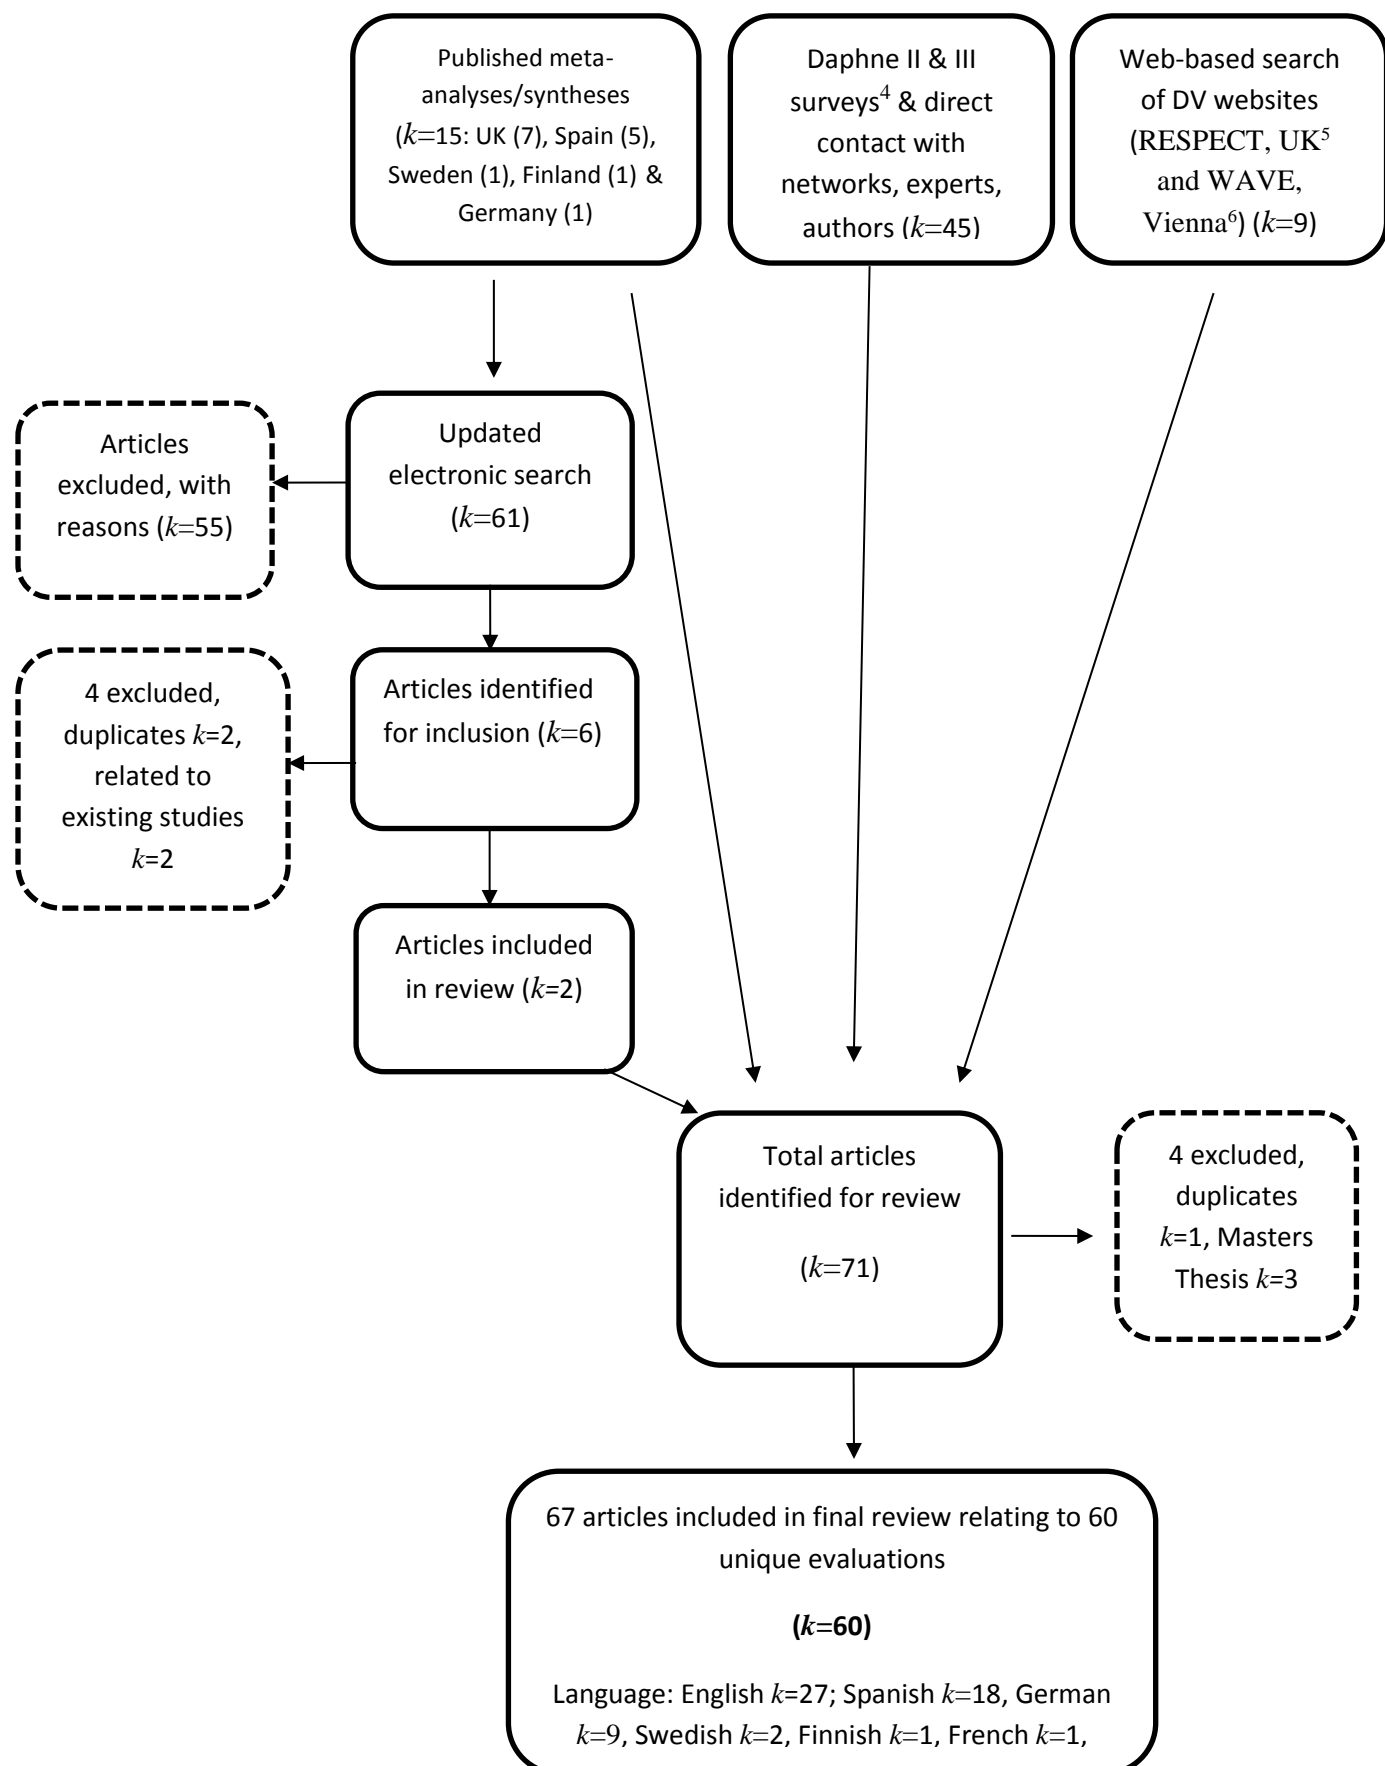 Published meta-
analyses/syntheses
(k=15: UK (7), Spain (5),
Sweden (1), Finland (1) &
Germany (1)
Daphne II & III
surveys4 & direct
contact with
networks, experts,
authors (k=45)
Web-based search
of DV websites
(RESPECT, UK5
and WAVE,
Vienna6) (k=9)
Articles
excluded, with
reasons (k=55)
Updated
electronic search
(k=61)
4 excluded,
duplicates k=2,
related to
existing studies
k=2
Articles identified
for inclusion (k=6)
Articles included
in review (k=2)
Total articles
identified for review
(k=71)
4 excluded,
duplicates
k=1, Masters
Thesis k=3
67 articles included in final review relating to 60
unique evaluations
(k=60)
Language: English k=27; Spanish k=18, German
k=9, Swedish k=2, Finnish k=1, French k=1,